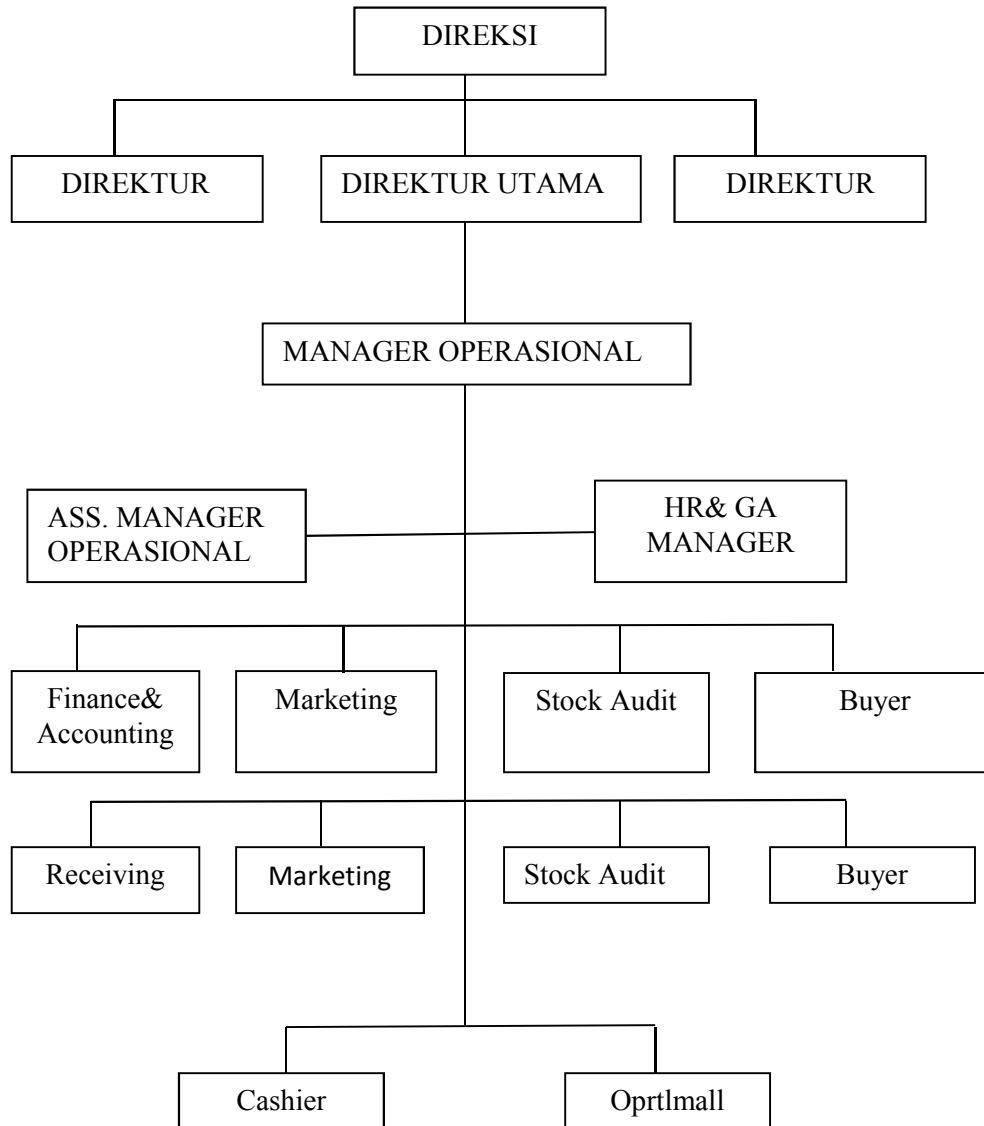 DIREKSI
DIREKTUR
DIREKTUR UTAMA
DIREKTUR
MANAGER OPERASIONAL
ASS. MANAGER
OPERASIONAL
HR& GA
MANAGER
Finance&
Accounting
Marketing
Stock Audit
Buyer
Receiving
Marketing
Stock Audit
Buyer
Cashier
Oprtlmall